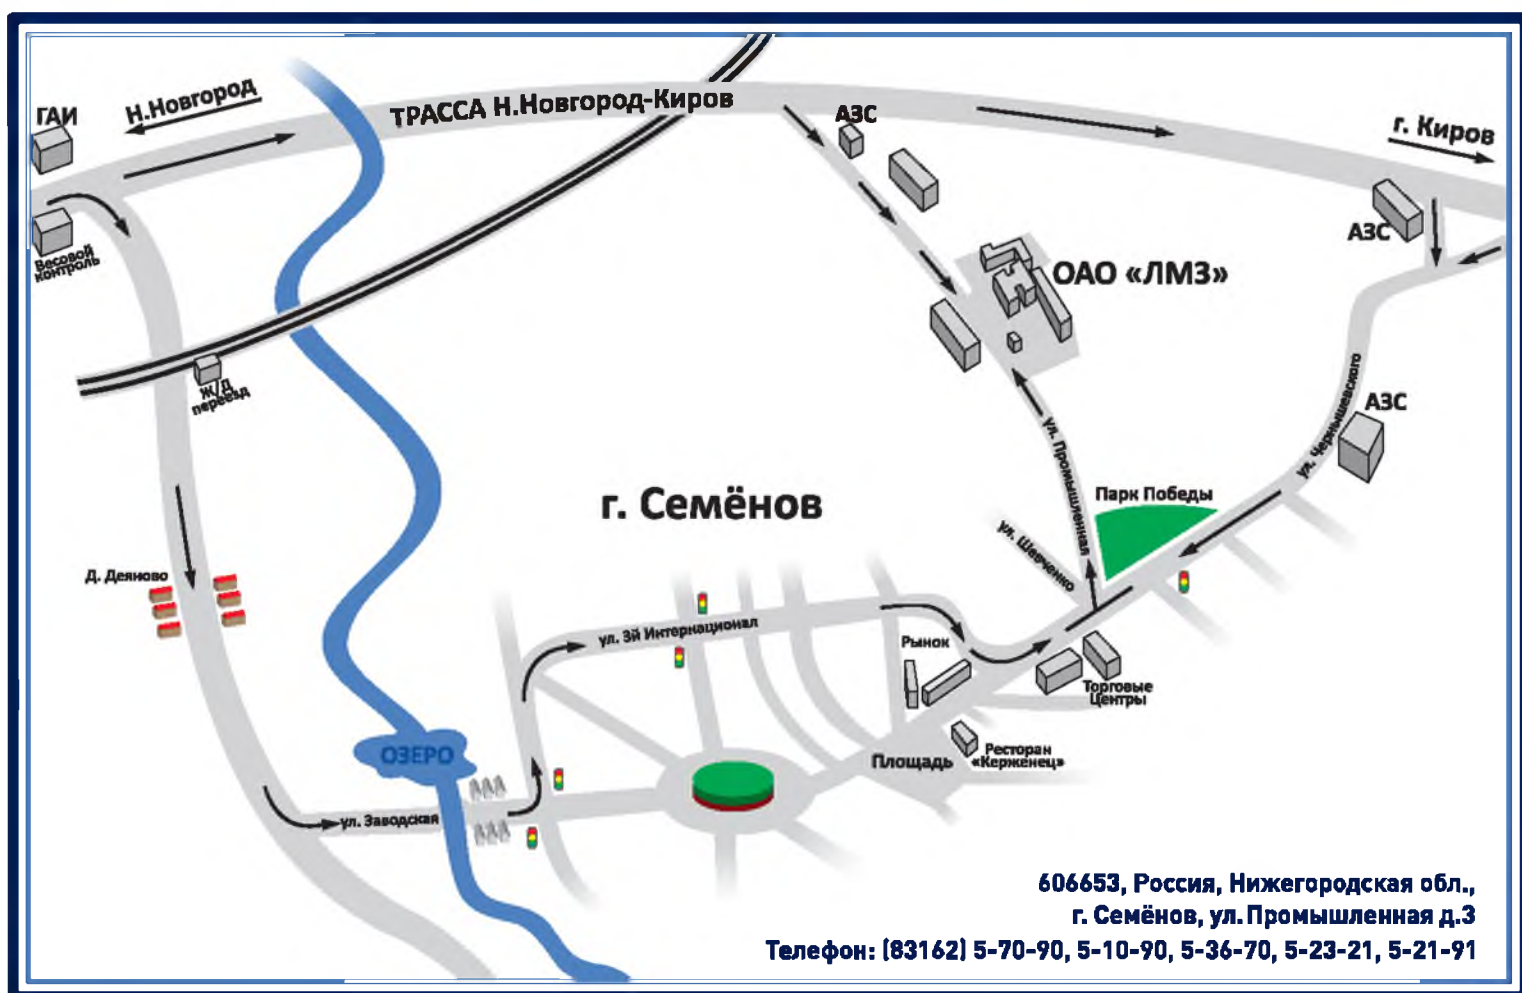 ГАИ
Н.Новгород
ТРАССА Н.Новгород-Киров
АЗС
г. Киров
Весовой
контроль
АЗС
ОАО «ЛМЗ»
Ж/Д
переезд
ул. Чернышевского
АЗС
ул. Промышленная
г. Семёнов
Парк Победы
ул. Шевченко
Д. Деяново
ул. 3й Интернационал
Рынок
Торговые
Центры
ОЗЕРО
Площадь
Ресторан
«Керженец»
ул. Заводская
606653, Россия, Нижегородская обл.,
г. Семёнов, ул. Промышленная д.3
Телефон: (83162) 5-70-90, 5-10-90, 5-36-70, 5-23-21, 5-21-91